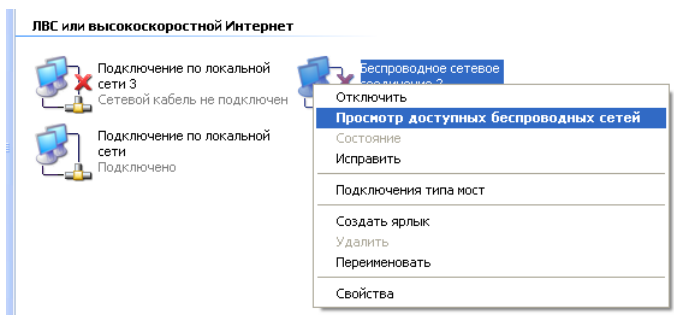 ЛВС или высокоскоростной Интернет
Подключение по локальной
сети 3
Сетевой кабель не подключен
Беспроводное сетевое
Подключение по локальной
сети
Подключено
Отключить
Просмотр доступных беспроводных сетей
Состояние
Исправить
Подключения типа мост
Создать ярлык
Удалить
Переименовать
Свойства